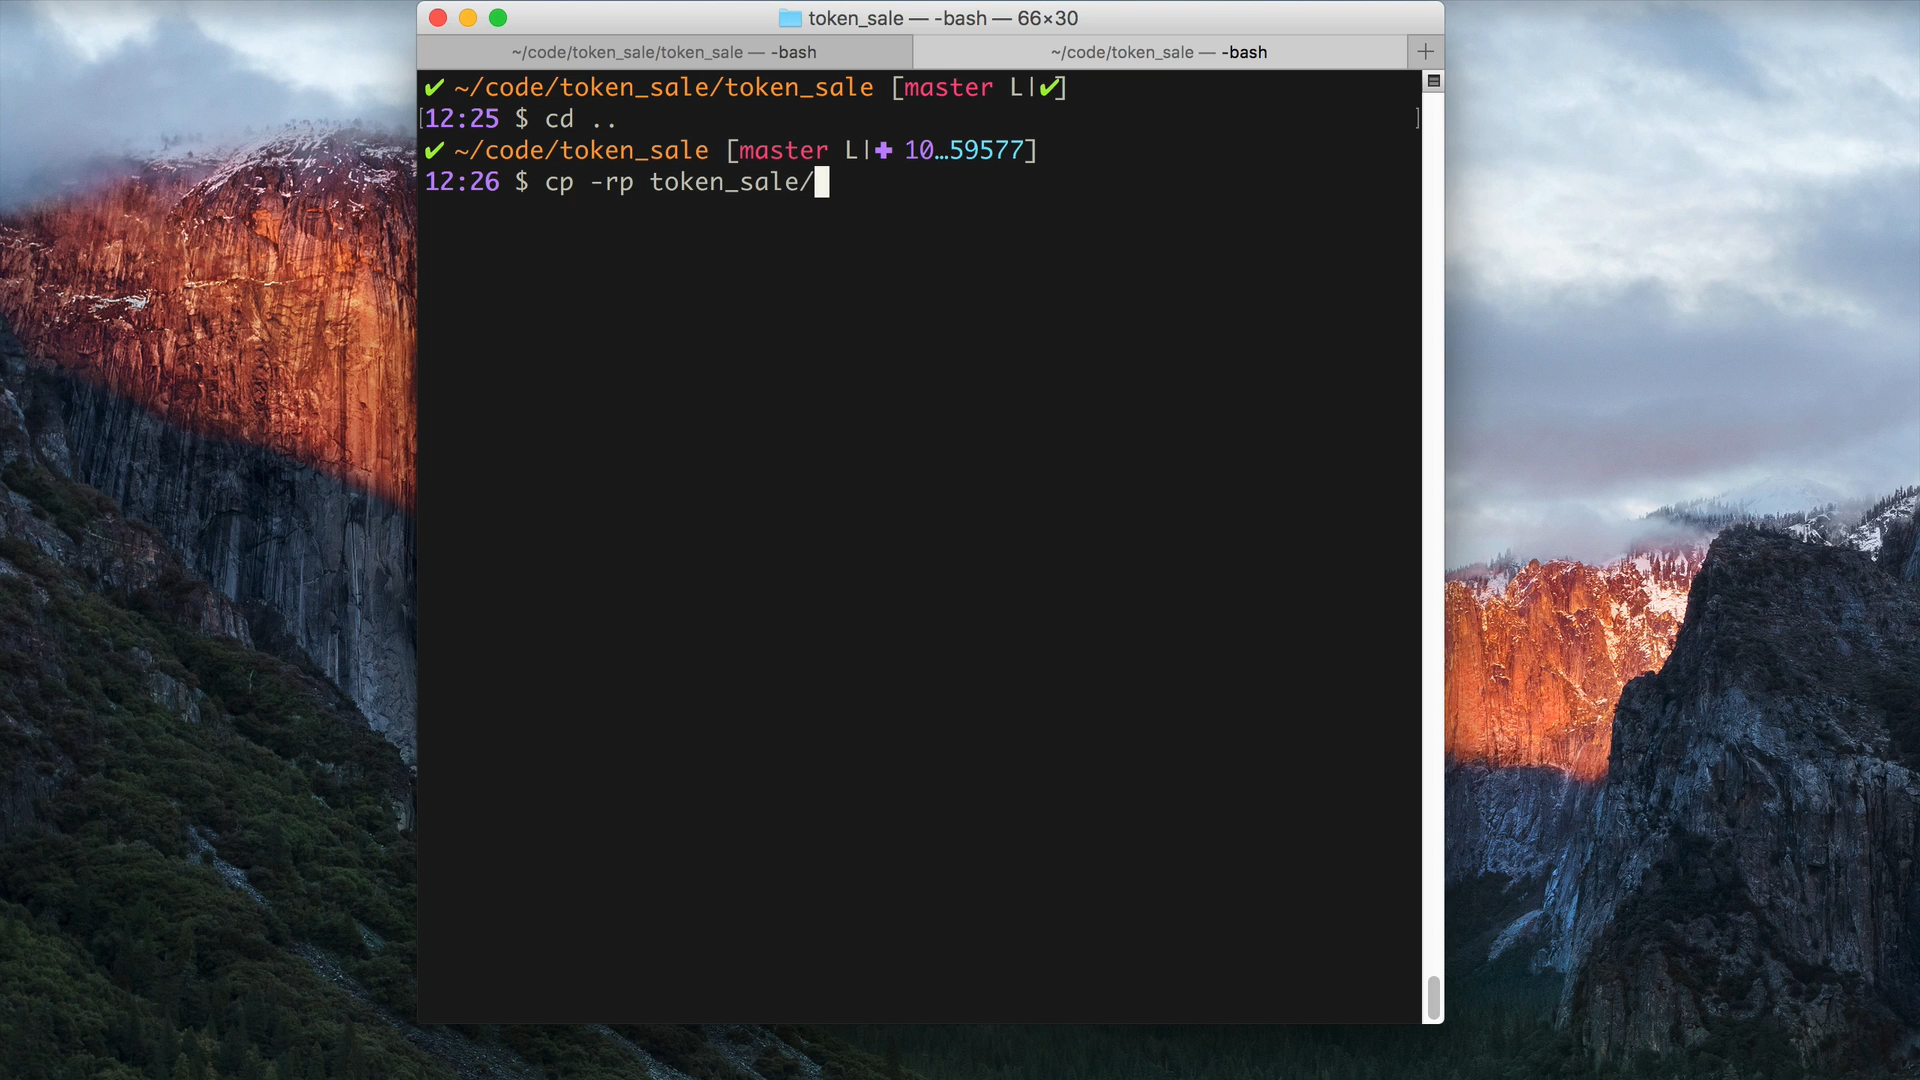 token_sale — -bash — 66×30
~/code/token_sale/token_sale — -bash
~/code/token_sale — -bash
✔ ~/code/token_sale/token_sale [master L|✔]
[12:25 $ cd .. ]
✔ ~/code/token_sale [master L|✚ 10…59577]
12:26 $ cp -rp token_sale/